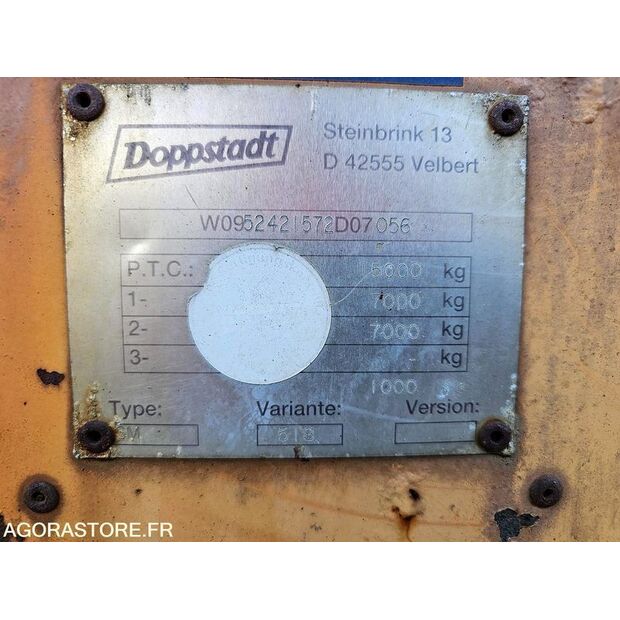 Doppstadt
Steinbrink 13
D 42555 Velbert
W0952421572D07056
P.T.C.: kg
1- 7000 kg
2- 7000 kg
3- - kg
1000
Type: Variante: Version:
M
AGORASTORE.FR